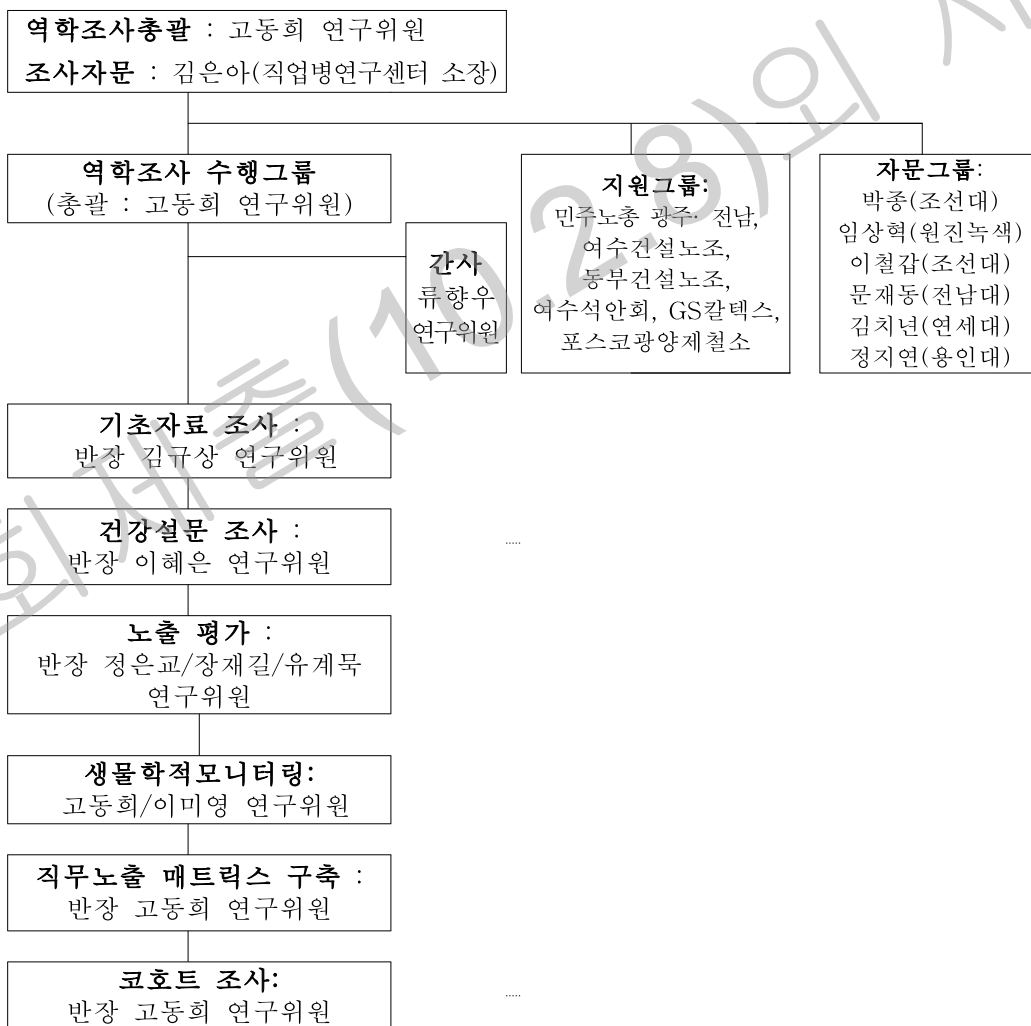 역학조사총괄 : 고동희 연구위원
조사자문 : 김은아(직업병연구센터 소장)
역학조사 수행그룹
(총괄 : 고동희 연구위원)
간사
류향우
연구위원
지원그룹:
민주노총 광주· 전남,
여수건설노조,
동부건설노조,
여수석안회, GS칼텍스,
포스코광양제철소
자문그룹:
박종(조선대)
임상혁(원진녹색)
이철갑(조선대)
문재동(전남대)
김치년(연세대)
정지연(용인대)
기초자료 조사 :
반장 김규상 연구위원
건강설문 조사 :
반장 이혜은 연구위원
.....
노출 평가 :
반장 정은교/장재길/유계묵
연구위원
생물학적모니터링:
고동희/이미영 연구위원
직무노출 매트릭스 구축 :
반장 고동희 연구위원
코호트 조사:
반장 고동희 연구위원
.....
회제출(10.2.8)외